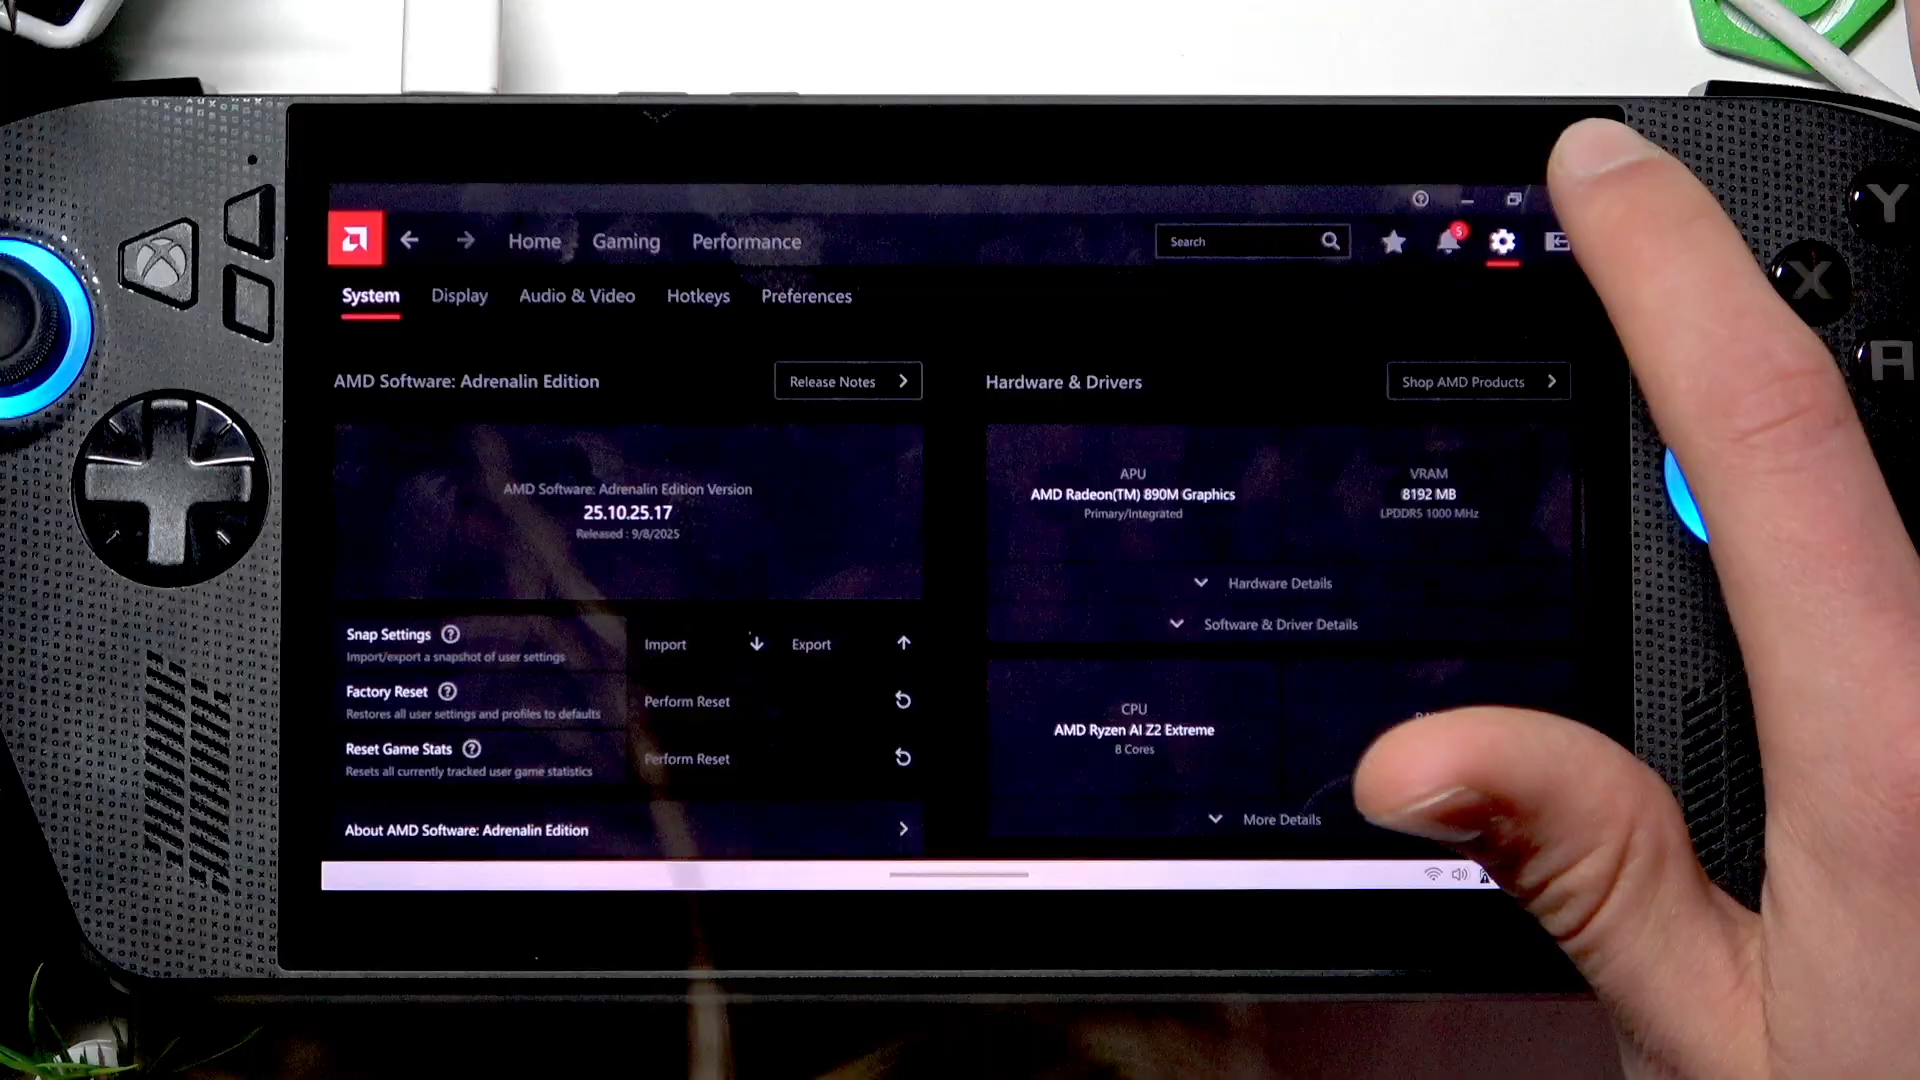 Home Gaming Performance Search 5
System Display Audio & Video Hotkeys Preferences
AMD Software: Adrenalin Edition
Release Notes
AMD Software: Adrenalin Edition Version
25.10.25.17
Released : 9/8/2025
Snap Settings
Import/export a snapshot of user settings
Import
Export
Factory Reset
Restores all user settings and profiles to defaults
Perform Reset
Reset Game Stats
Resets all currently tracked user game statistics
Perform Reset
About AMD Software: Adrenalin Edition
Hardware & Drivers
Shop AMD Products
APU
AMD Radeon(TM) 890M Graphics
Primary/Integrated
VRAM
8192 MB
LPDDR5 1000 MHz
Hardware Details
Software & Driver Details
CPU
AMD Ryzen AI Z2 Extreme
8 Cores
More Details
Y
X
A